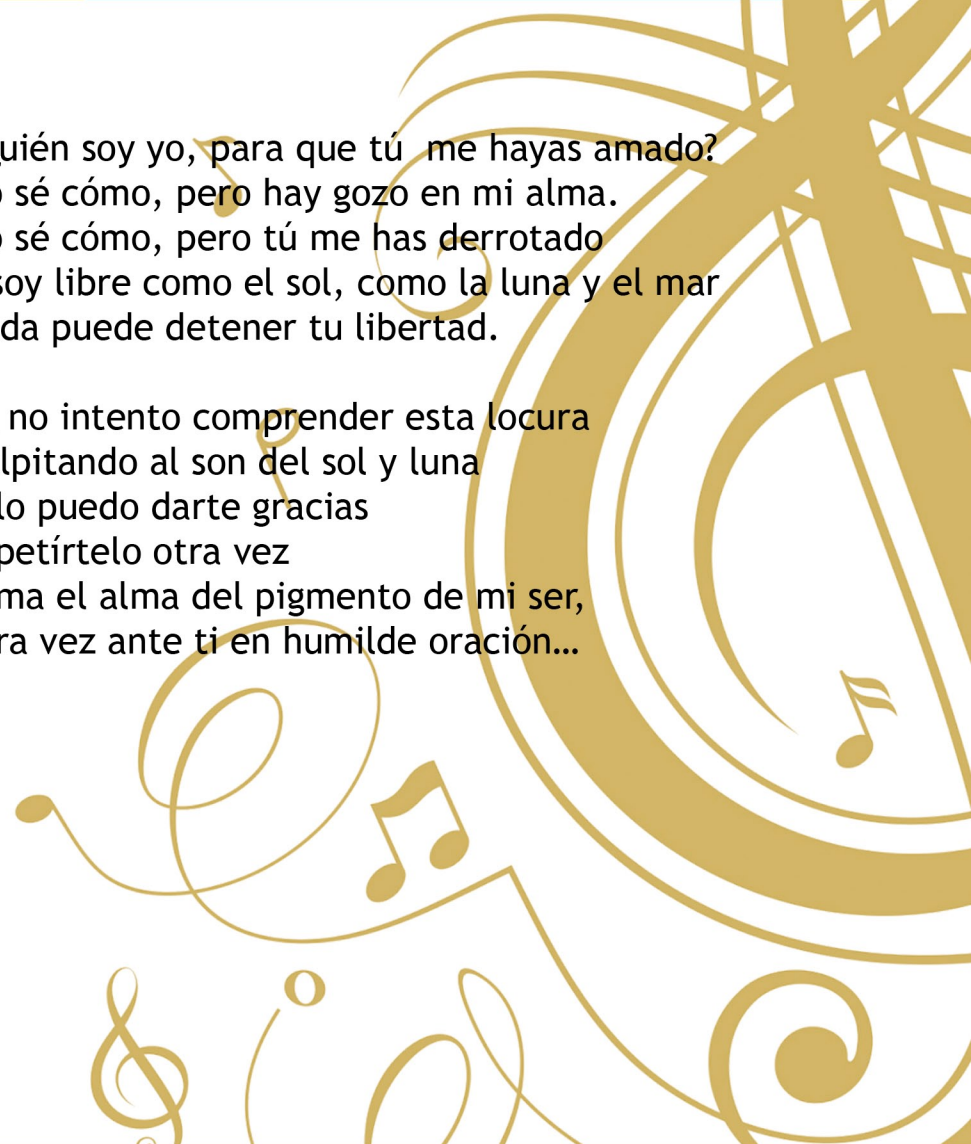 uién soy yo, para que tú me hayas amado?
sé cómo, pero hay gozo en mi alma.
sé cómo, pero tú me has derrotado
soy libre como el sol, como la luna y el mar
da puede detener tu libertad.
no intento comprender esta locura
lpitando al son del sol y luna
lo puedo darte gracias
petírtelo otra vez
ma el alma del pigmento de mi ser,
ra vez ante ti en humilde oración...